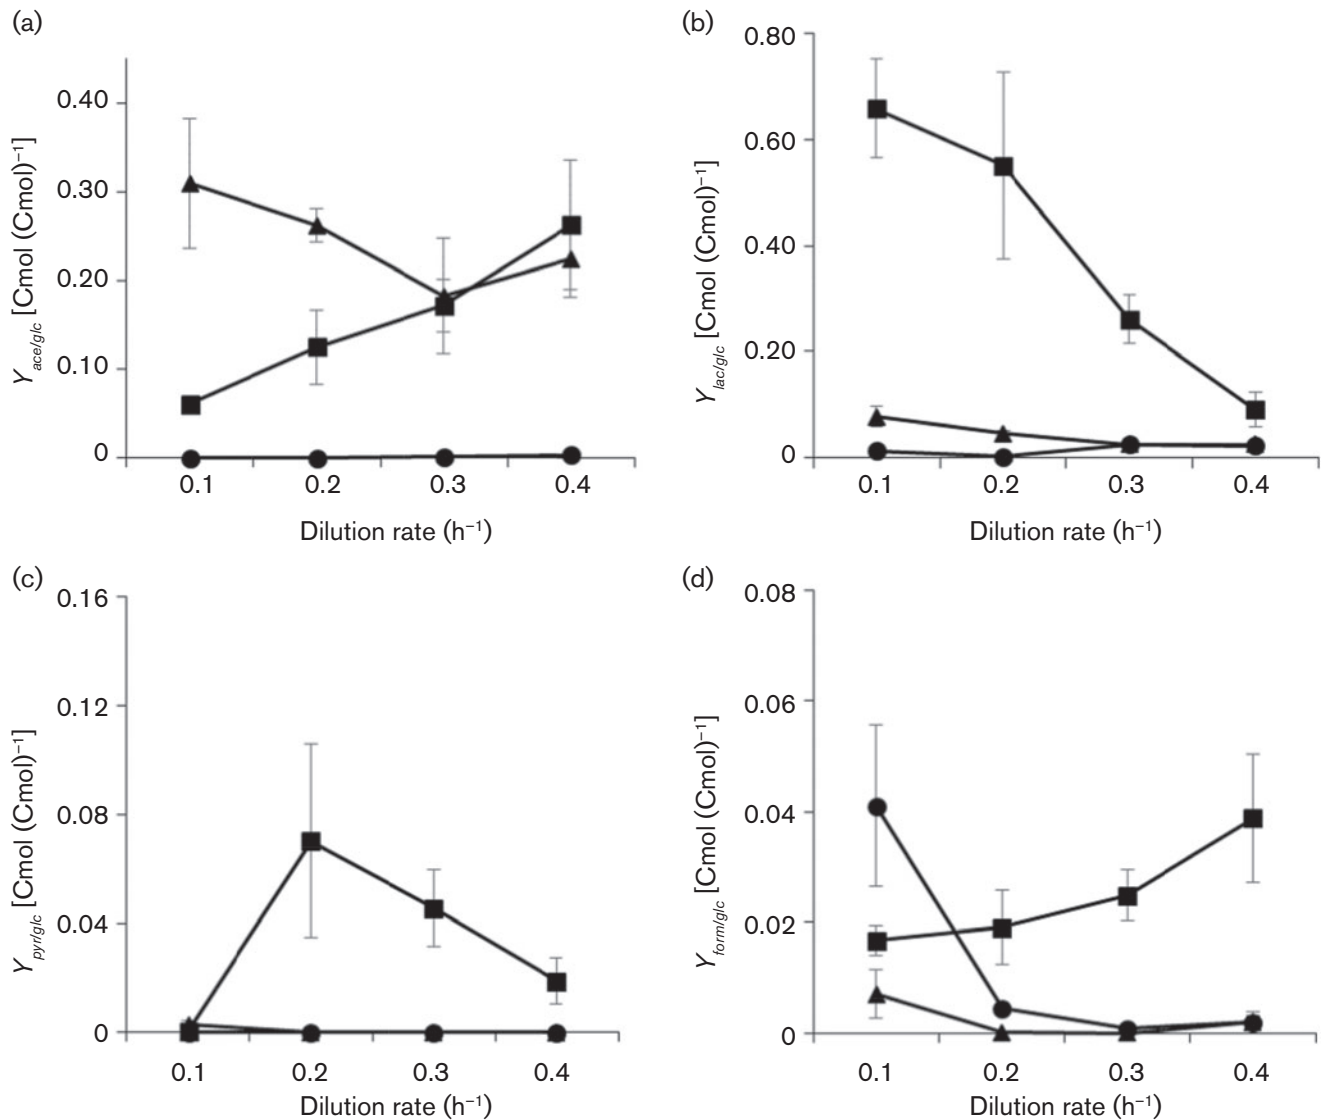 (a)
0.40
0.30
0.20
0.10
0
Y ace/glc [Cmol (Cmol)⁻¹]
0.1 0.2 0.3 0.4
Dilution rate (h⁻¹)
(b)
0.80
0.60
0.40
0.20
0
Y lac/glc [Cmol (Cmol)⁻¹]
0.1 0.2 0.3 0.4
Dilution rate (h⁻¹)
(c)
0.16
0.12
0.08
0.04
0
Y pyr/glc [Cmol (Cmol)⁻¹]
0.1 0.2 0.3 0.4
Dilution rate (h⁻¹)
(d)
0.08
0.06
0.04
0.02
0
Y form/glc [Cmol (Cmol)⁻¹]
0.1 0.2 0.3 0.4
Dilution rate (h⁻¹)